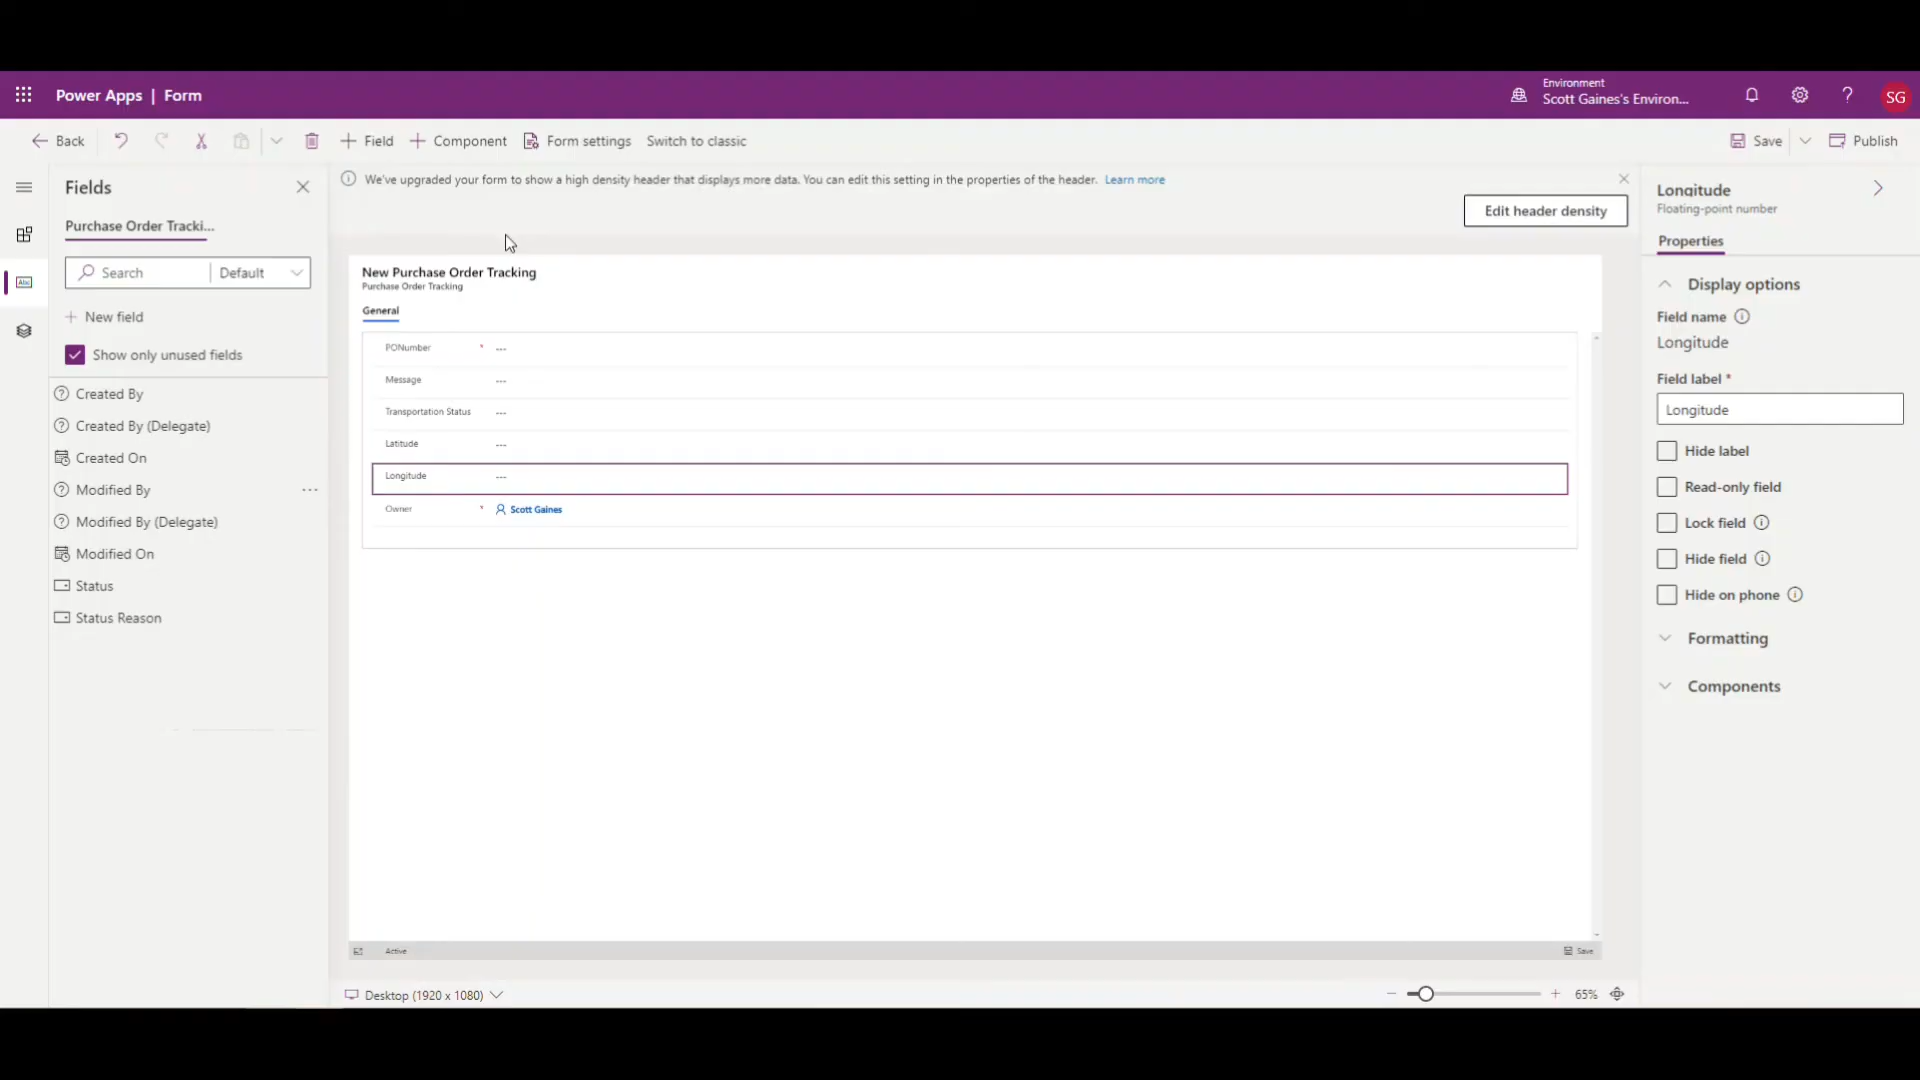 Power Apps | Form
Environment
Scott Gaines's Environ...
SG
Back
Field
Component
Form settings
Switch to classic
Save
Publish
Fields
Purchase Order Tracki...
Search
Default
New field
Show only unused fields
Created By
Created By (Delegate)
Created On
Modified By
Modified By (Delegate)
Modified On
Status
Status Reason
We've upgraded your form to show a high density header that displays more data. You can edit this setting in the properties of the header. Learn more
Edit header density
New Purchase Order Tracking
Purchase Order Tracking
General
PONumber * ---
Message ---
Transportation Status ---
Latitude ---
Longitude ---
Owner * Scott Gaines
Active
Save
Desktop (1920 x 1080)
65%
Longitude
Floating-point number
Properties
Display options
Field name
Longitude
Field label *
Longitude
Hide label
Read-only field
Lock field
Hide field
Hide on phone
Formatting
Components
Abc